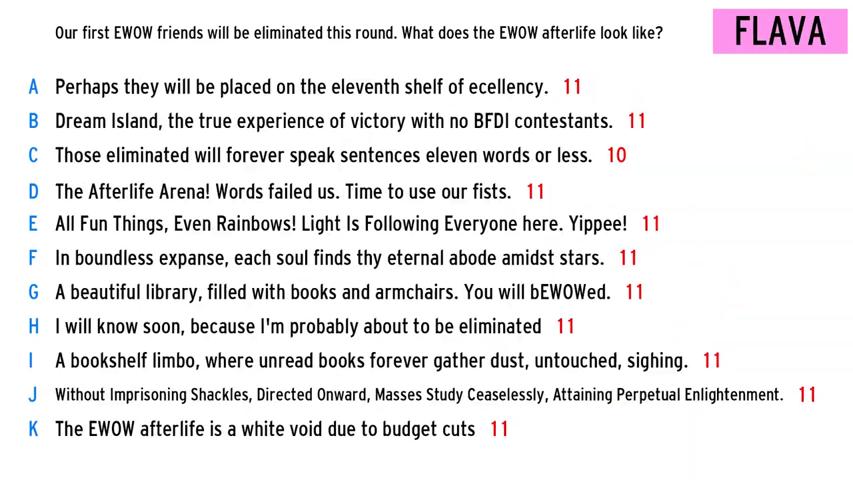 Our first EWOW friends will be eliminated this round. What does the EWOW afterlife look like?
FLAVA
A Perhaps they will be placed on the eleventh shelf of ecellency. 11
B Dream Island, the true experience of victory with no BFDI contestants. 11
C Those eliminated will forever speak sentences eleven words or less. 10
D The Afterlife Arena! Words failed us. Time to use our fists. 11
E All Fun Things, Even Rainbows! Light Is Following Everyone here. Yippee! 11
F In boundless expanse, each soul finds thy eternal abode amidst stars. 11
G A beautiful library, filled with books and armchairs. You will bEWOWed. 11
H I will know soon, because I'm probably about to be eliminated 11
I A bookshelf limbo, where unread books forever gather dust, untouched, sighing. 11
J Without Imprisoning Shackles, Directed Onward, Masses Study Ceaselessly, Attaining Perpetual Enlightenment. 11
K The EWOW afterlife is a white void due to budget cuts 11